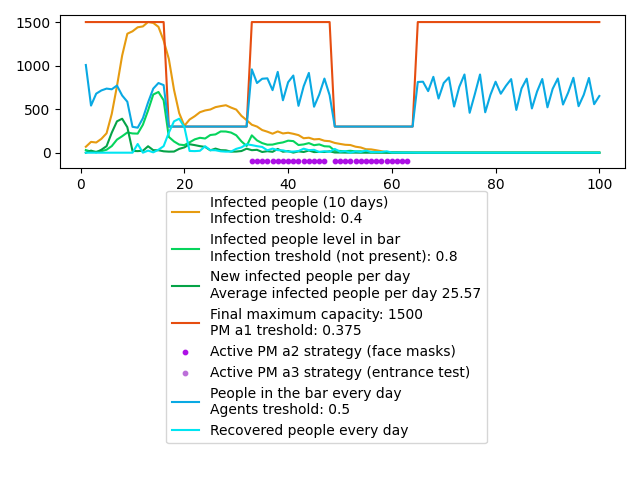 1500
1000
500
0
0 20 40 60 80 100
Infected people (10 days)
Infection treshold: 0.4
Infected people level in bar
Infection treshold (not present): 0.8
New infected people per day
Average infected people per day 25.57
Final maximum capacity: 1500
PM a1 treshold: 0.375
Active PM a2 strategy (face masks)
Active PM a3 strategy (entrance test)
People in the bar every day
Agents treshold: 0.5
Recovered people every day